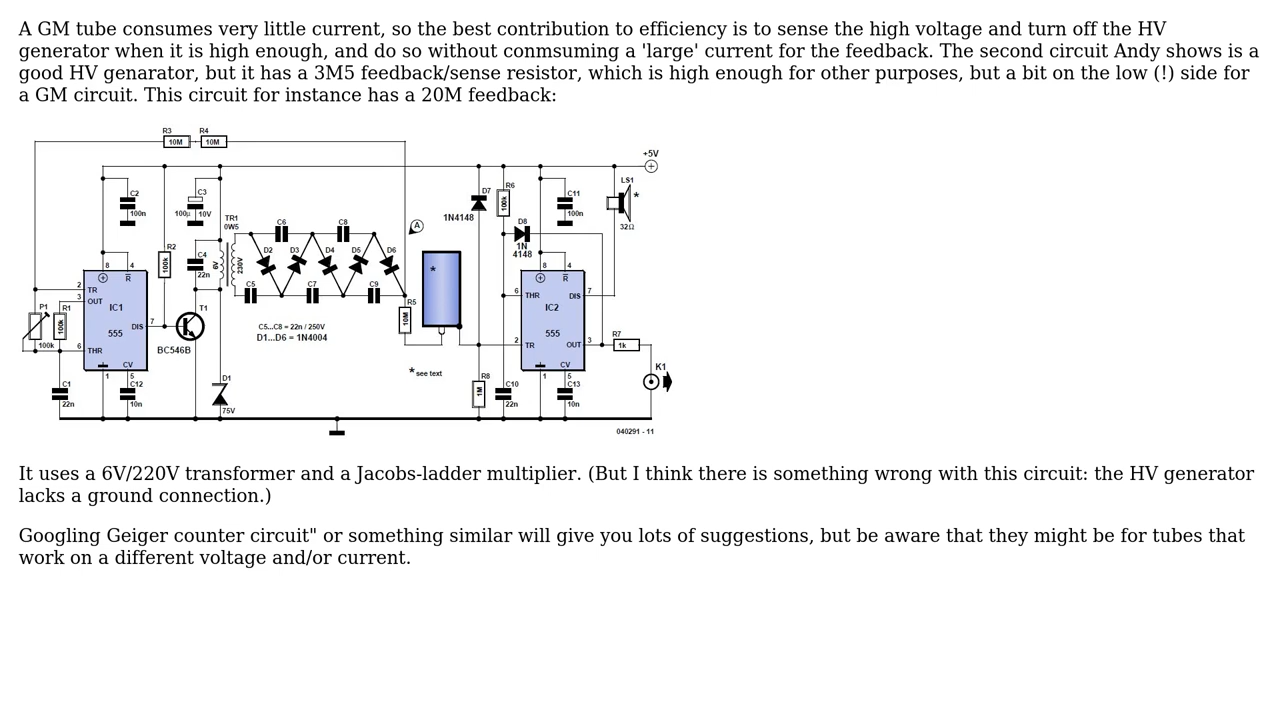 A GM tube consumes very little current, so the best contribution to efficiency is to sense the high voltage and turn off the HV
generator when it is high enough, and do so without conmsuming a 'large' current for the feedback. The second circuit Andy shows is a
good HV genarator, but it has a 3M5 feedback/sense resistor, which is high enough for other purposes, but a bit on the low (!) side for
a GM circuit. This circuit for instance has a 20M feedback:
R3 R4
10M 10M
+5V
C2
100n
C3
100µ 10V
TR1
0W5
D7
1N4148
R6
100k
C11
100n
LS1
*
32Ω
R2
100k
C4
22n
6V
230V
C6 C8
D2 D3 D4 D5 D6
C5 C7 C9
A
*
D8
1N
4148
8 4
R
2 TR
3 OUT
IC1
555
DIS 7
6 THR
CV
1 5
P1
100k
R1
100k
T1
BC546B
C5...C8 = 22n / 250V
D1...D6 = 1N4004
R5
10M
* see text
8 4
R
6 THR
DIS 7
IC2
555
2 TR
OUT 3
CV
1 5
R7
1k
K1
C1
22n
C12
10n
D1
75V
R8
1M
C10
22n
C13
10n
040291 - 11
It uses a 6V/220V transformer and a Jacobs-ladder multiplier. (But I think there is something wrong with this circuit: the HV generator
lacks a ground connection.)
Googling Geiger counter circuit" or something similar will give you lots of suggestions, but be aware that they might be for tubes that
work on a different voltage and/or current.